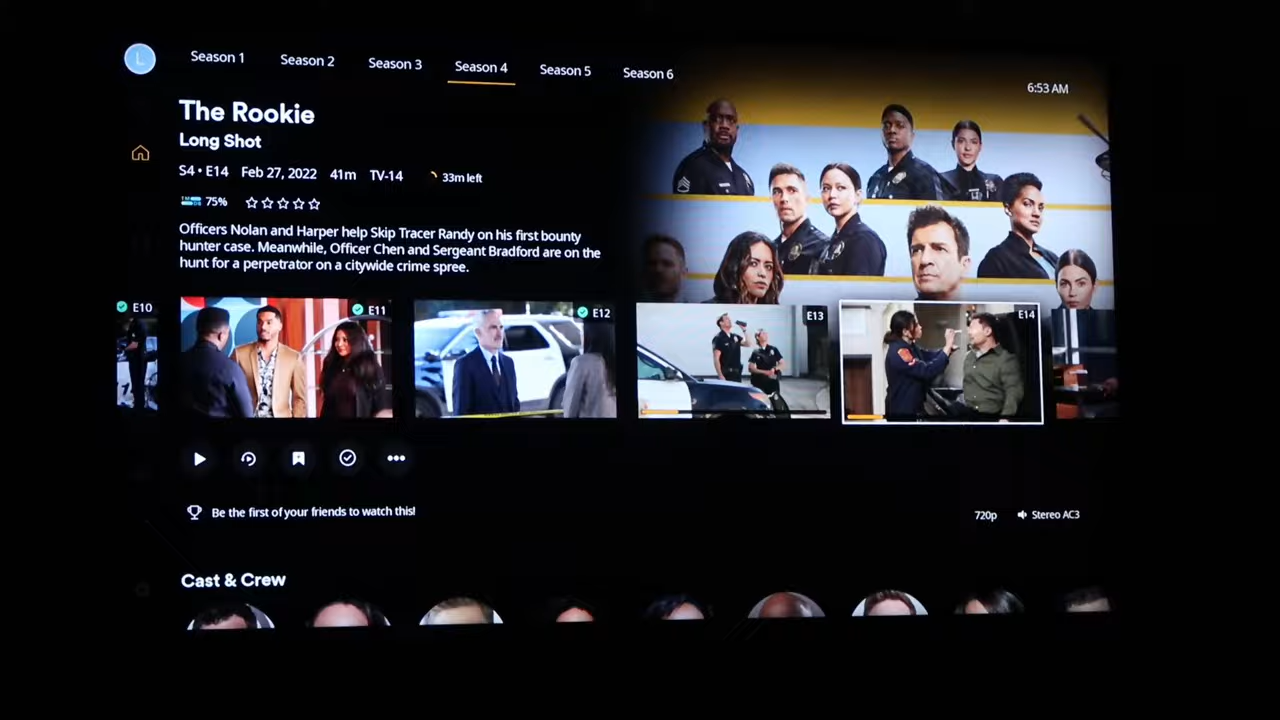 L
Season 1
Season 2
Season 3
Season 4
Season 5
Season 6
6:53 AM
The Rookie
Long Shot
S4 • E14 Feb 27, 2022 41m TV-14 33m left
75%
Officers Nolan and Harper help Skip Tracer Randy on his first bounty
hunter case. Meanwhile, Officer Chen and Sergeant Bradford are on the
hunt for a perpetrator on a citywide crime spree.
E10
E11
E12
E13
E14
Be the first of your friends to watch this!
720p
Stereo AC3
Cast & Crew